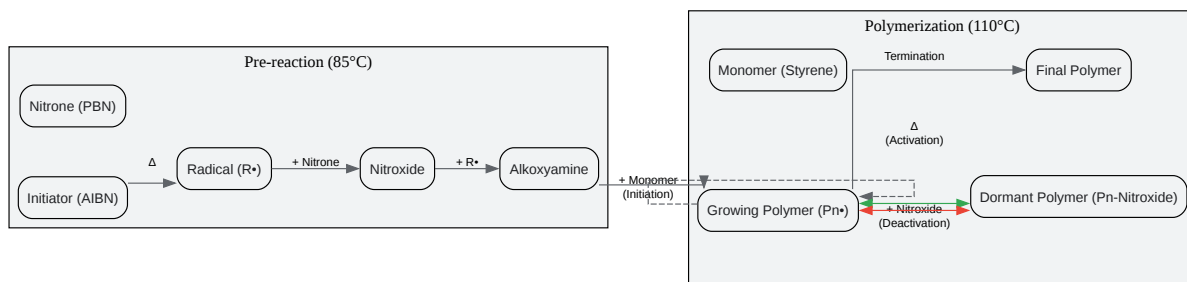 Pre-reaction (85°C)
Nitrone (PBN)
Initiator (AIBN)
Δ
Radical (R•)
+ Nitrone
Nitroxide
+ R•
Alkoxyamine
+ Monomer
(Initiation)
Polymerization (110°C)
Monomer (Styrene)
Termination
Final Polymer
Δ
(Activation)
Growing Polymer (Pn•)
+ Nitroxide
(Deactivation)
Dormant Polymer (Pn-Nitroxide)